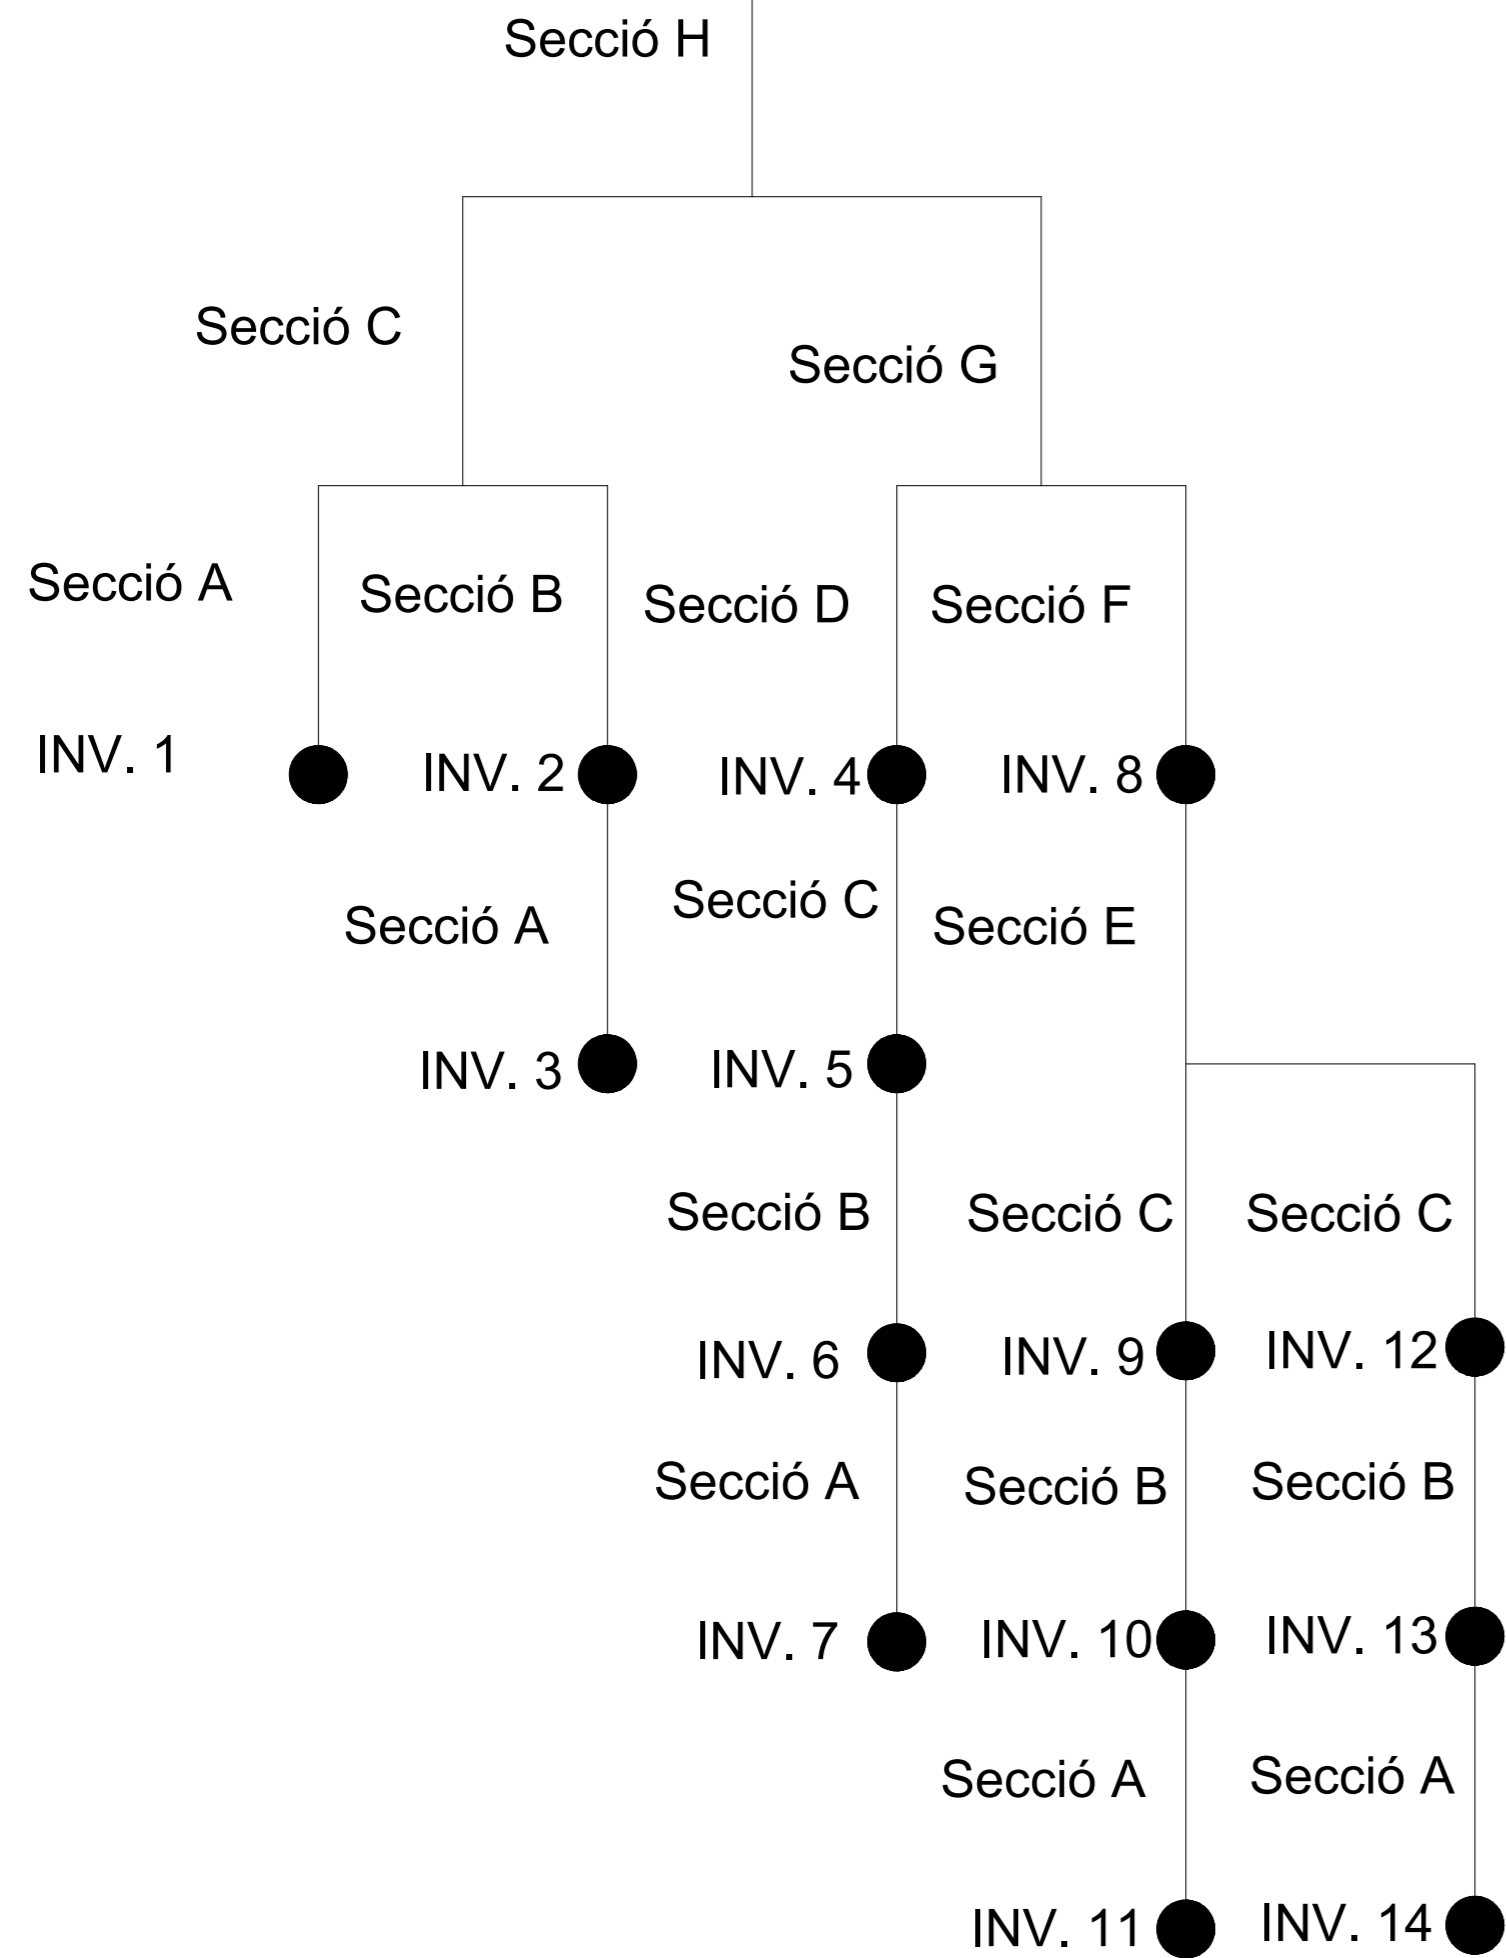 Secció H
Secció C
Secció G
Secció A
Secció B
Secció D
Secció F
INV. 1
INV. 2
INV. 4
INV. 8
Secció A
Secció C
Secció E
INV. 3
INV. 5
Secció B
Secció C
Secció C
INV. 6
INV. 9
INV. 12
Secció A
Secció B
Secció B
INV. 7
INV. 10
INV. 13
Secció A
Secció A
INV. 11
INV. 14